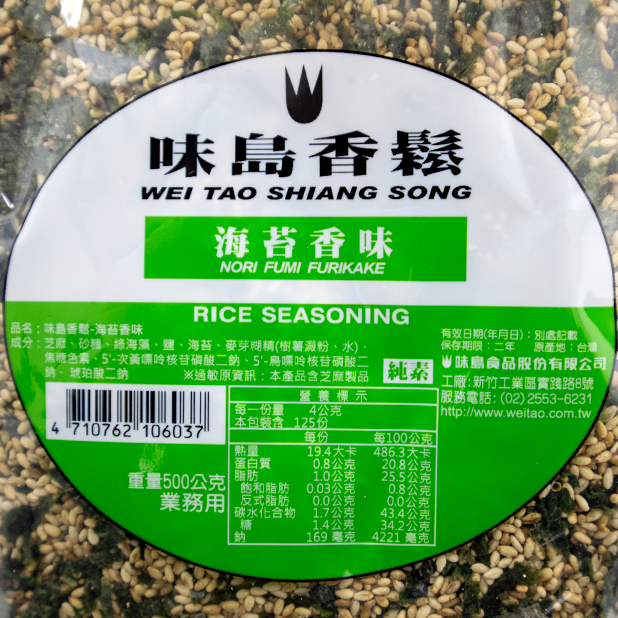 味島香鬆
WEI TAO SHIANG SONG
海苔香味
NORI FUMI FURIKAKE
RICE SEASONING
品名：味島香鬆-海苔香味
成分：芝麻、砂糖、綠海藻、鹽、海苔、麥芽糊精(樹薯澱粉、水)、
焦糖色素、5'-次黃嘌呤核苷磷酸二鈉、5'-鳥嘌呤核苷磷酸二
鈉、琥珀酸二鈉 ※過敏原資訊：本產品含芝麻製品
純素
有效日期(年月日)：別處記載
保存期限：二年 原產地：台灣
味島食品股份有限公司
工廠：新竹工業區實踐路8號
服務電話：(02)2553-6231
http://www.weitao.com.tw
4 710762 106037
重量500公克
業務用
營養標示
每一份量 4公克
本包裝含 125份
每份 每100公克
熱量 19.4大卡 486.3大卡
蛋白質 0.8公克 20.8公克
脂肪 1.0公克 25.5公克
飽和脂肪 0.03公克 0.8公克
反式脂肪 0.0公克 0.0公克
碳水化合物 1.7公克 43.4公克
糖 1.4公克 34.2公克
鈉 169 毫克 4221 毫克